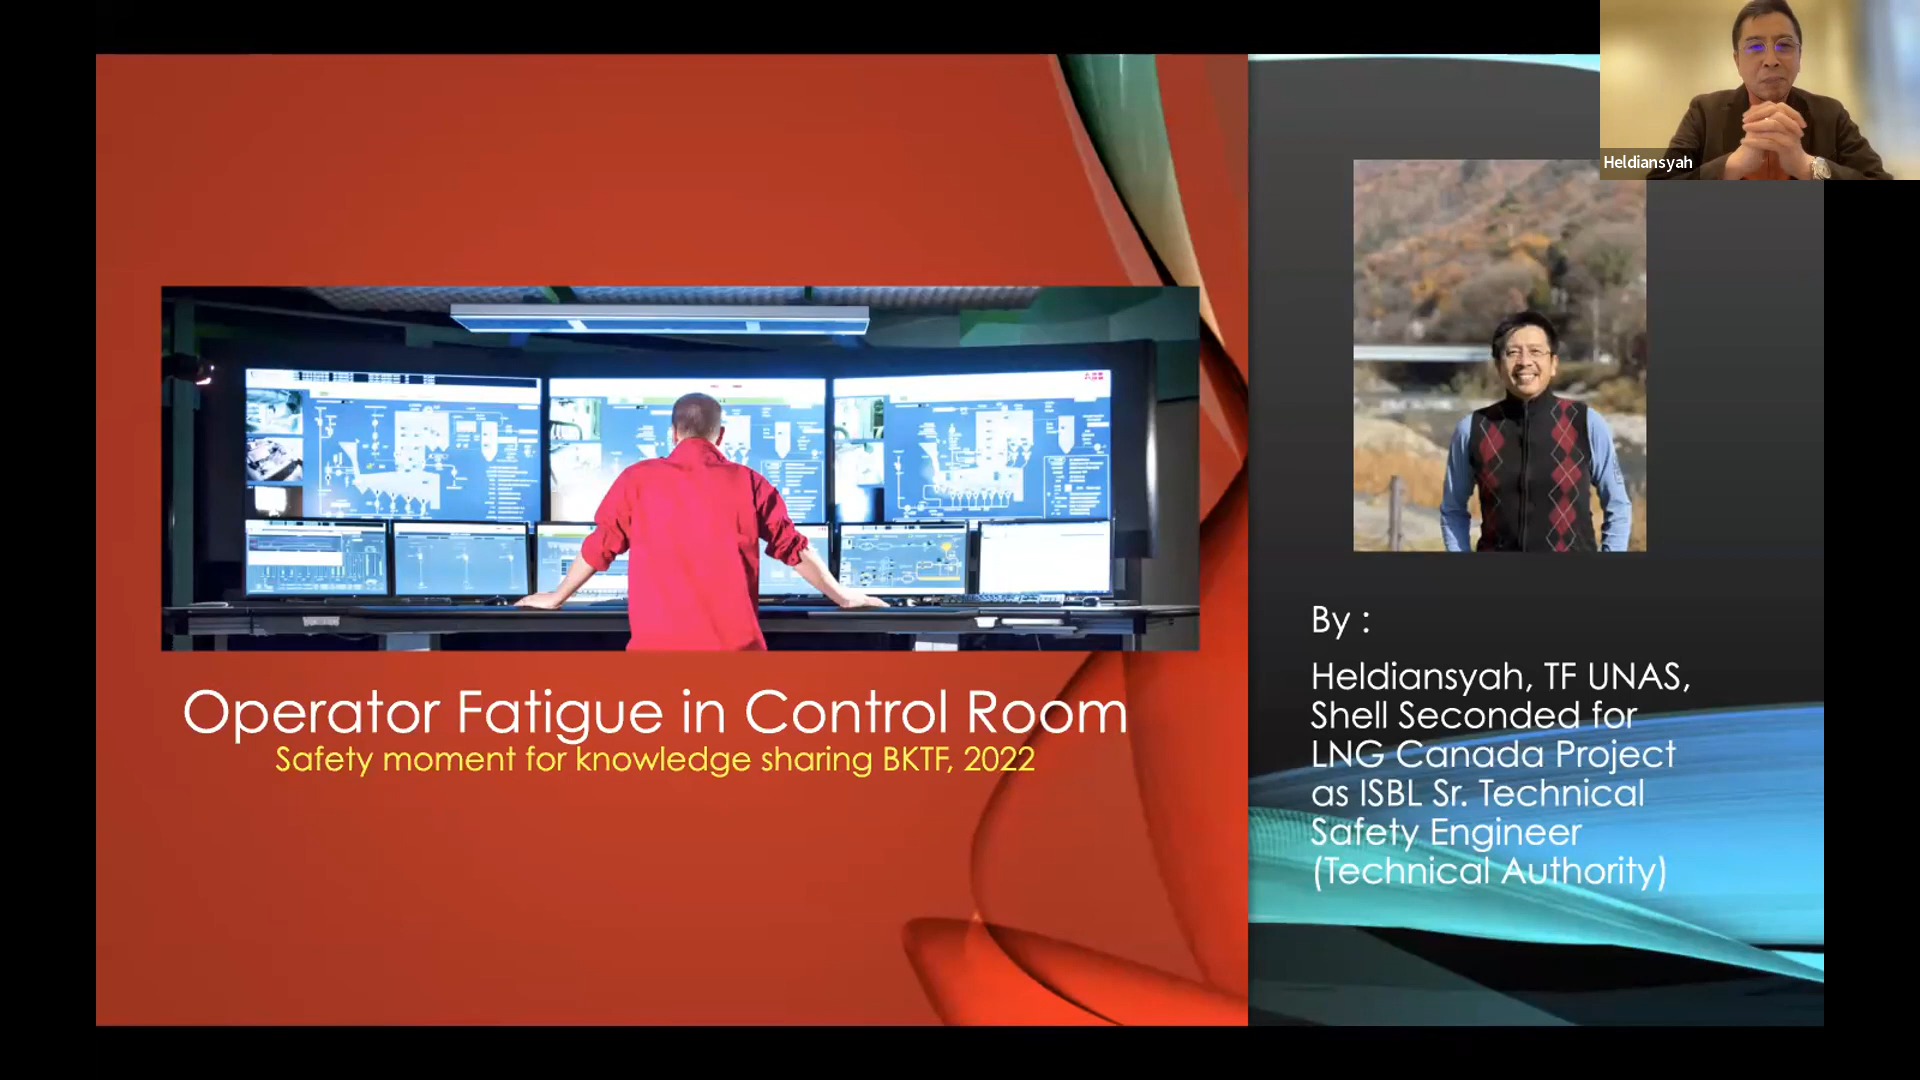 Heldiansyah
ABB
Operator Fatigue in Control Room
Safety moment for knowledge sharing BKTF, 2022
By :
Heldiansyah, TF UNAS,
Shell Seconded for
LNG Canada Project
as ISBL Sr. Technical
Safety Engineer
(Technical Authority)